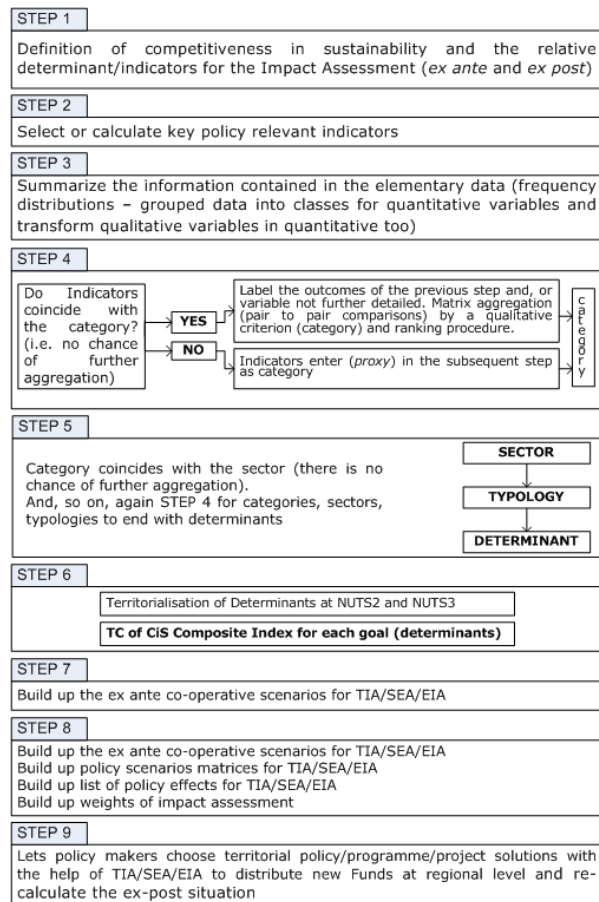 STEP 1
Definition of competitiveness in sustainability and the relative
determinant/indicators for the Impact Assessment (ex ante and ex post)
STEP 2
Select or calculate key policy relevant indicators
STEP 3
Summarize the information contained in the elementary data (frequency
distributions – grouped data into classes for quantitative variables and
transform qualitative variables in quantitative too)
STEP 4
Do Indicators
coincide with
the category?
(i.e. no chance
of further
aggregation)
YES
NO
Label the outcomes of the previous step and, or
variable not further detailed. Matrix aggregation
(pair to pair comparisons) by a qualitative
criterion (category) and ranking procedure.
Indicators enter (proxy) in the subsequent step
as category
category
STEP 5
Category coincides with the sector (there is no
chance of further aggregation).
And, so on, again STEP 4 for categories, sectors,
typologies to end with determinants
SECTOR
TYPOLOGY
DETERMINANT
STEP 6
Territorialisation of Determinants at NUTS2 and NUTS3
TC of CiS Composite Index for each goal (determinants)
STEP 7
Build up the ex ante co-operative scenarios for TIA/SEA/EIA
STEP 8
Build up the ex ante co-operative scenarios for TIA/SEA/EIA
Build up policy scenarios matrices for TIA/SEA/EIA
Build up list of policy effects for TIA/SEA/EIA
Build up weights of impact assessment
STEP 9
Lets policy makers choose territorial policy/programme/project solutions with
the help of TIA/SEA/EIA to distribute new Funds at regional level and re-
calculate the ex-post situation